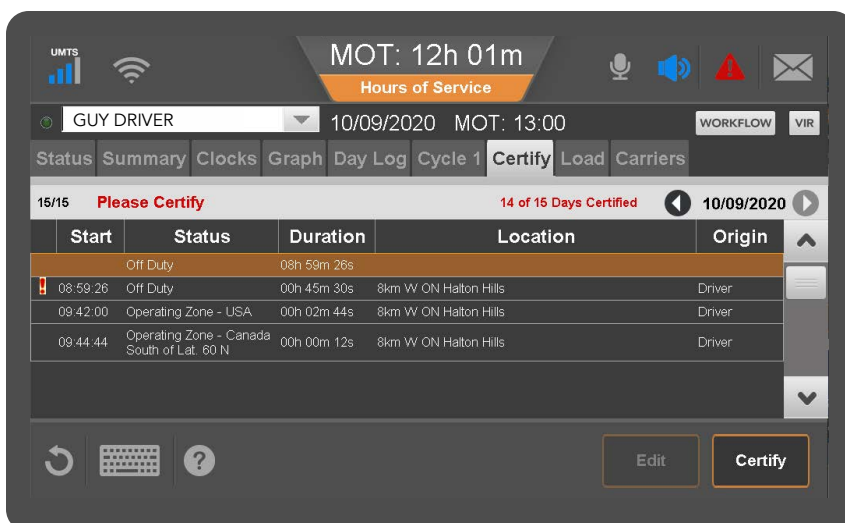 UMTS
MOT: 12h 01m
Hours of Service
GUY DRIVER
10/09/2020 MOT: 13:00
WORKFLOW
VIR
Status Summary Clocks Graph Day Log Cycle 1 Certify Load Carriers
15/15 Please Certify 14 of 15 Days Certified 10/09/2020
Start Status Duration Location Origin
Off Duty 08h 59m 26s
! 08:59:26 Off Duty 00h 45m 30s 8km W ON Halton Hills Driver
09:42:00 Operating Zone - USA 00h 02m 44s 8km W ON Halton Hills Driver
09:44:44 Operating Zone - Canada 00h 00m 12s 8km W ON Halton Hills Driver
South of Lat. 60 N
?
Edit
Certify